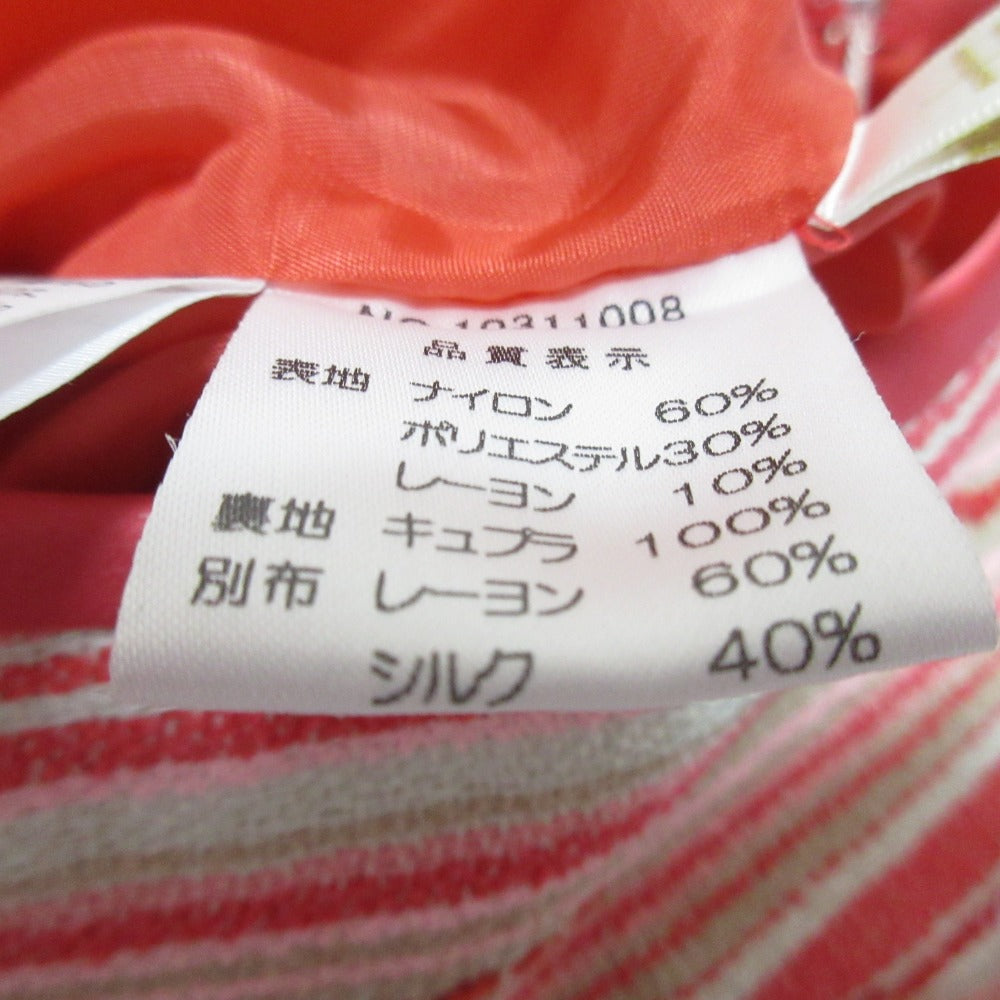 No.10311008
品質表示
表地 ナイロン 60%
ポリエステル30%
レーヨン 10%
裏地 キュプラ 100%
別布 レーヨン 60%
シルク 40%